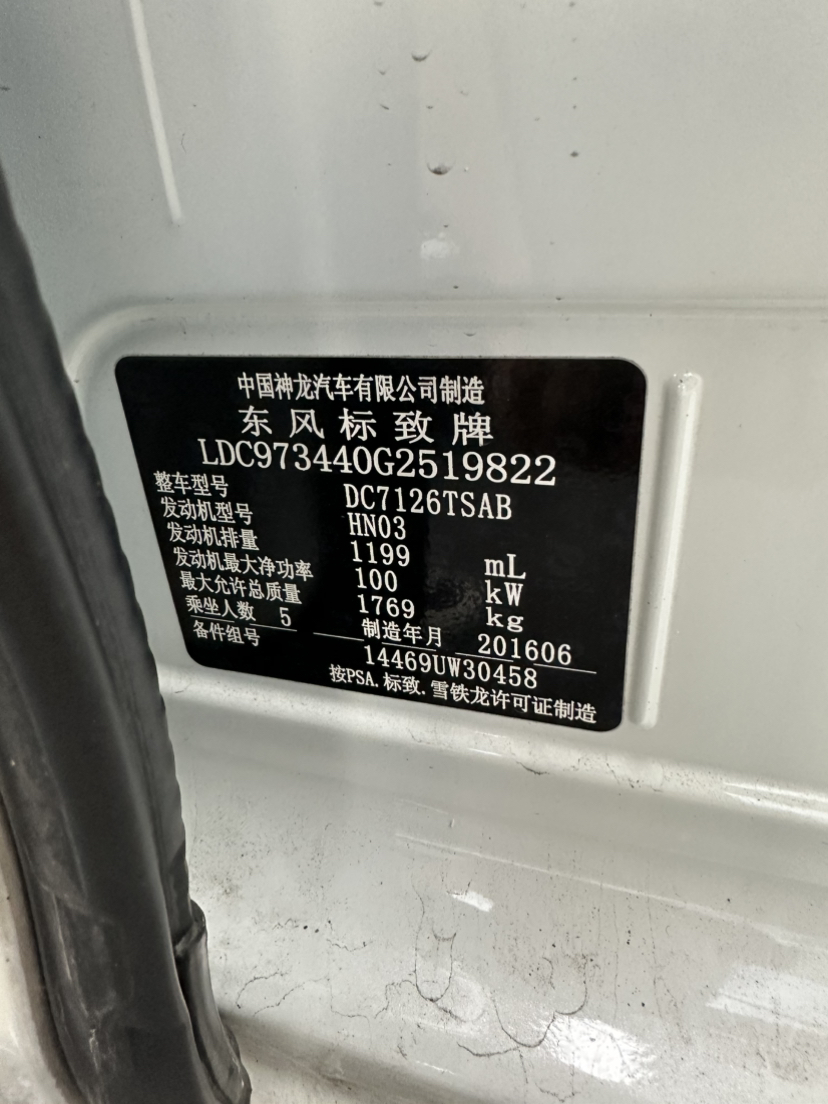 中国神龙汽车有限公司制造
东风标致牌
LDC973440G2519822
整车型号 DC7126TSAB
发动机型号 HN03
发动机排量 1199 mL
发动机最大净功率 100 kW
最大允许总质量 1769 kg
乘坐人数 5 制造年月 201606
备件组号 14469UW30458
按PSA.标致.雪铁龙许可证制造